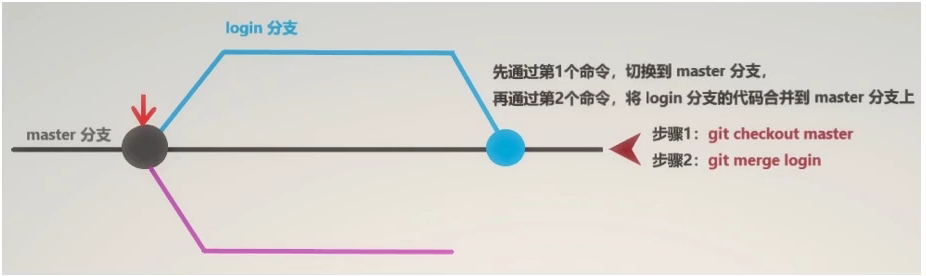 login 分支
先通过第1个命令，切换到 master 分支，
再通过第2个命令，将 login 分支的代码合并到 master 分支上
master 分支
步骤1：git checkout master
步骤2：git merge login